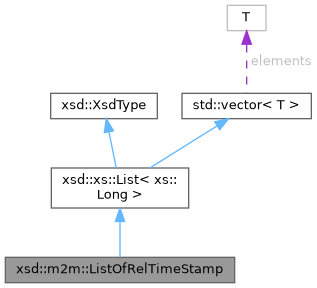 T
elements
xsd::XsdType
std::vector< T >
xsd::xs::List< xs::
Long >
xsd::m2m::ListOfRelTimeStamp